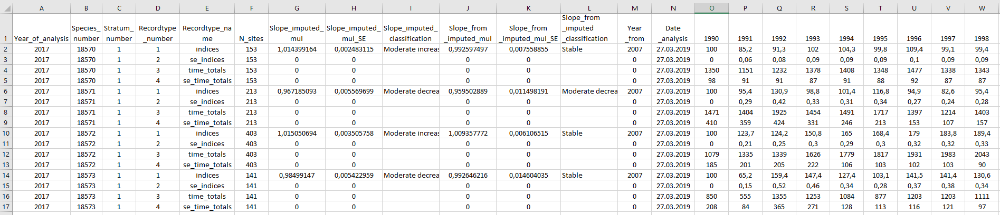 A B C D E F G H I J K L M N O P Q R S T U V W
1 Year_of_analysis Species_number Stratum_number Recordtype_number Recordtype_name N_sites Slope_imputed_mul Slope_imputed_mul_SE Slope_imputed_classification Slope_from_imputed_mul Slope_from_imputed_mul_SE Slope_from_imputed_classification Year_from Date_analysis 1990 1991 1992 1993 1994 1995 1996 1997 1998
2 2017 18570 1 1 indices 153 1,014399164 0,002483115 Moderate increas 0,992597497 0,007558855 Stable 2007 27.03.2019 100 85,2 91,3 102 104,3 99,8 109,4 99,1 99,4
3 2017 18570 1 2 se_indices 153 0 0 0 0 0 27.03.2019 0 0,06 0,08 0,09 0,09 0,09 0,1 0,09 0,09
4 2017 18570 1 3 time_totals 153 0 0 0 0 0 27.03.2019 1350 1151 1232 1378 1408 1348 1477 1338 1343
5 2017 18570 1 4 se_time_totals 153 0 0 0 0 0 27.03.2019 98 91 91 87 91 88 92 87 87
6 2017 18571 1 1 indices 213 0,967185093 0,005569699 Moderate decrea 0,959502889 0,011498191 Moderate decrea 2007 27.03.2019 100 95,4 130,9 98,8 101,4 116,8 94,9 82,6 95,4
7 2017 18571 1 2 se_indices 213 0 0 0 0 0 27.03.2019 0 0,29 0,42 0,33 0,31 0,34 0,27 0,24 0,28
8 2017 18571 1 3 time_totals 213 0 0 0 0 0 27.03.2019 1471 1404 1925 1454 1491 1717 1397 1214 1403
9 2017 18571 1 4 se_time_totals 213 0 0 0 0 0 27.03.2019 410 359 424 331 246 213 153 107 157
10 2017 18572 1 1 indices 403 1,015050694 0,003505758 Moderate increas 1,009357772 0,006106515 Stable 2007 27.03.2019 100 123,7 124,2 150,8 165 168,4 179 183,8 189,4
11 2017 18572 1 2 se_indices 403 0 0 0 0 0 27.03.2019 0 0,21 0,25 0,3 0,29 0,3 0,32 0,32 0,33
12 2017 18572 1 3 time_totals 403 0 0 0 0 0 27.03.2019 1079 1335 1339 1626 1779 1817 1931 1983 2043
13 2017 18572 1 4 se_time_totals 403 0 0 0 0 0 27.03.2019 185 201 205 222 106 103 102 103 90
14 2017 18573 1 1 indices 141 0,98499147 0,005422959 Moderate decrea 0,992646216 0,014604035 Stable 2007 27.03.2019 100 65,2 159,4 147,4 127,4 103,1 141,5 141,4 130,6
15 2017 18573 1 2 se_indices 141 0 0 0 0 0 27.03.2019 0 0,15 0,52 0,46 0,34 0,28 0,37 0,38 0,34
16 2017 18573 1 3 time_totals 141 0 0 0 0 0 27.03.2019 850 555 1355 1253 1084 877 1203 1203 1111
17 2017 18573 1 4 se_time_totals 141 0 0 0 0 0 27.03.2019 208 84 365 271 128 113 116 121 97